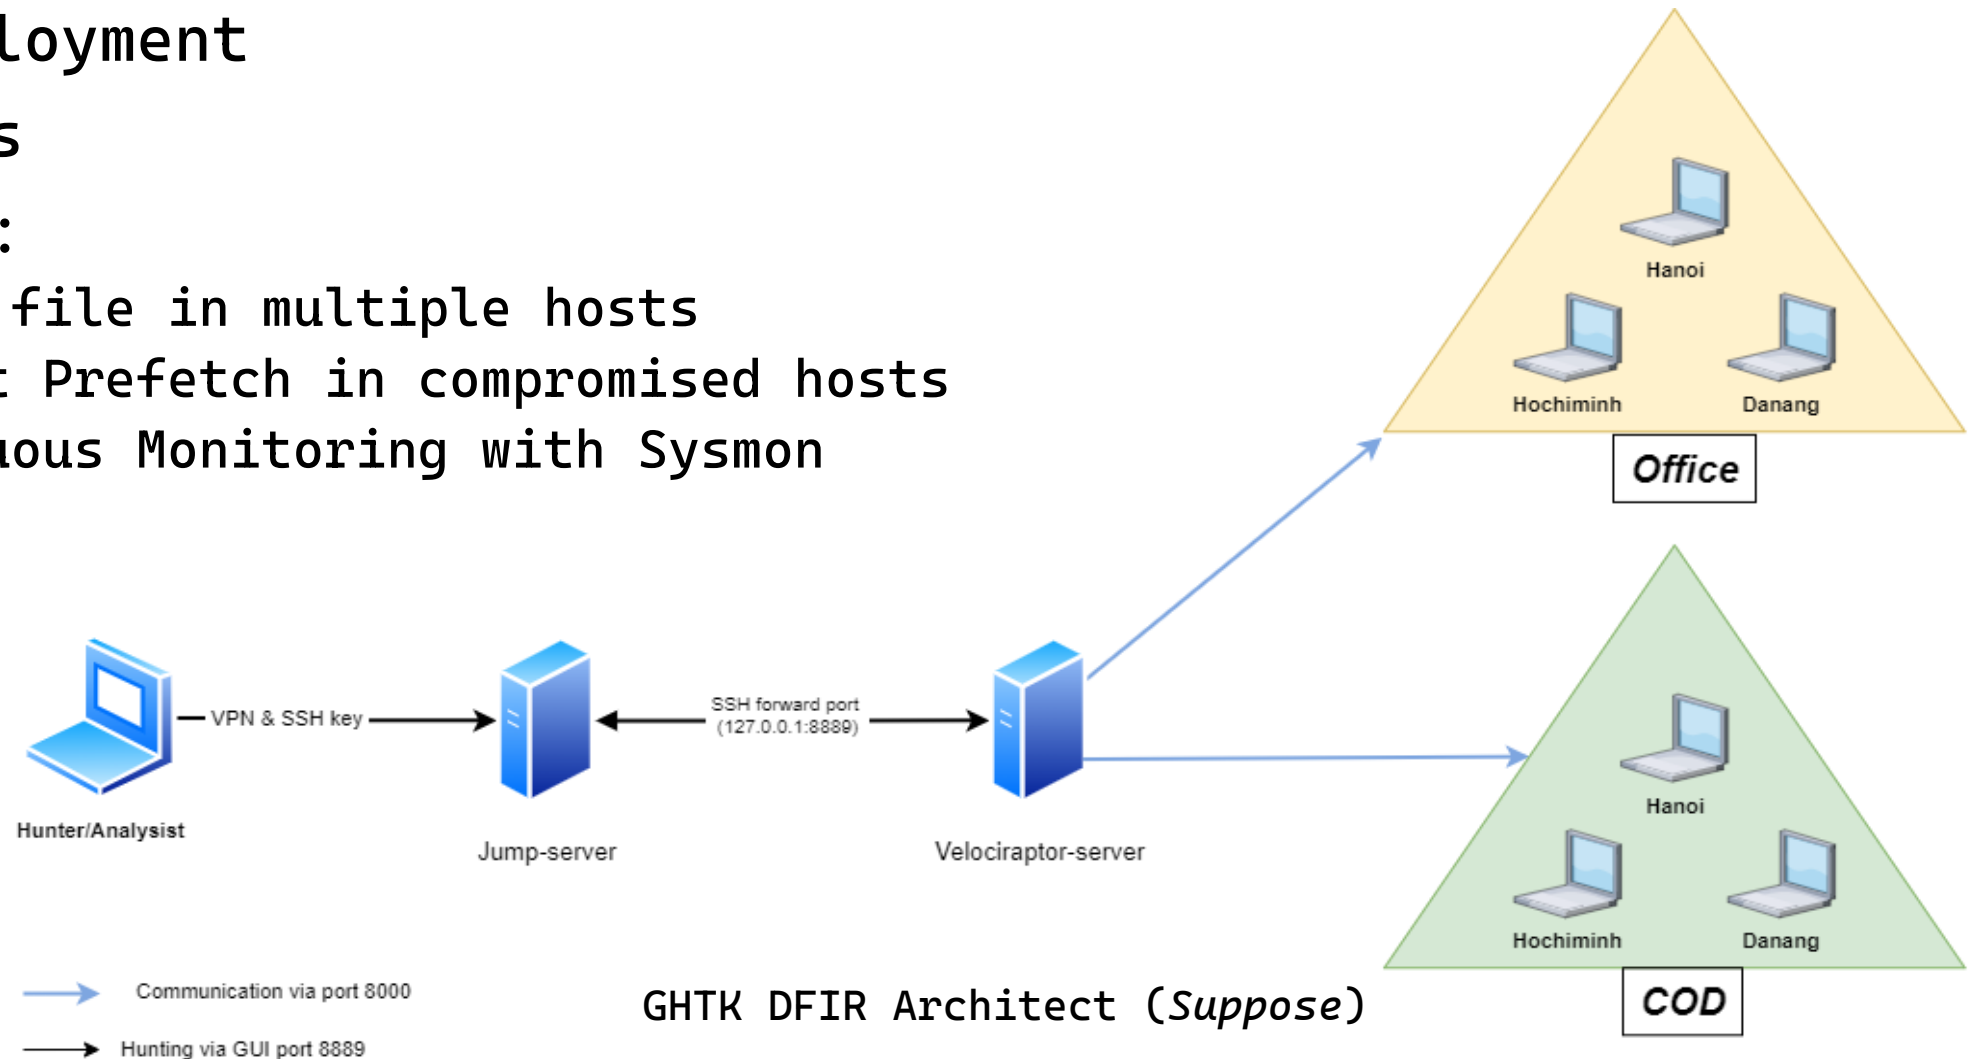 loyment
s
:
file in multiple hosts
t Prefetch in compromised hosts
uous Monitoring with Sysmon
Hanoi
Hochiminh
Danang
Office
VPN & SSH key
SSH forward port
(127.0.0.1:8889)
Hunter/Analysist
Jump-server
Velociraptor-server
Hanoi
Hochiminh
Danang
COD
Communication via port 8000
Hunting via GUI port 8889
GHTK DFIR Architect (Suppose)